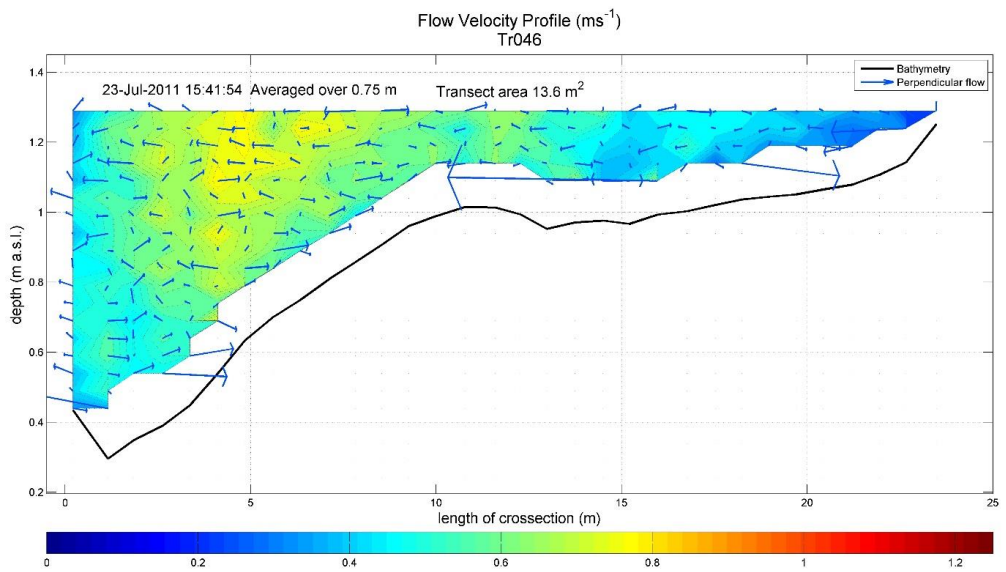 Flow Velocity Profile (ms⁻¹)
Tr046
23-Jul-2011 15:41:54 Averaged over 0.75 m
Transect area 13.6 m²
Bathymetry
Perpendicular flow
depth (m a.s.l.)
1.4
1.2
1
0.8
0.6
0.4
0.2
0 5 10 15 20 25
length of crossection (m)
0 0.2 0.4 0.6 0.8 1 1.2